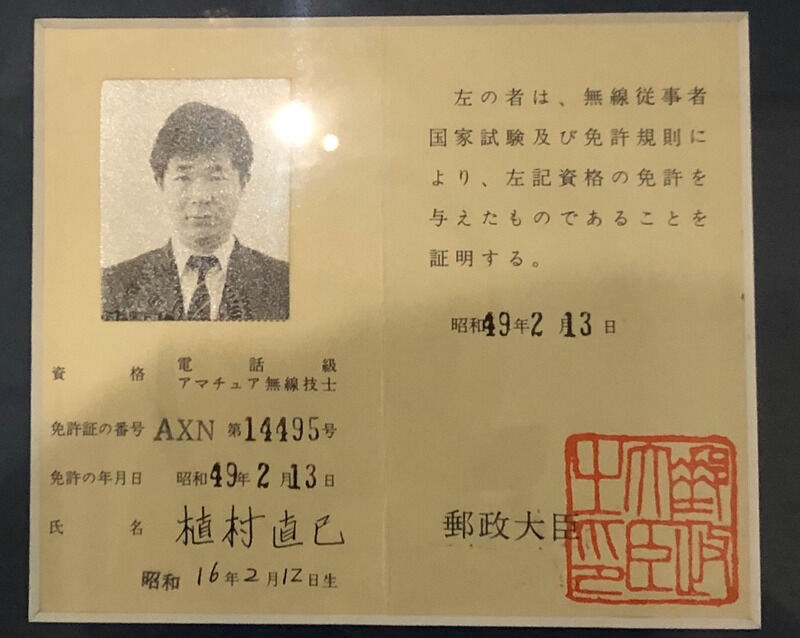 資格 電話級
アマチュア無線技士
免許証の番号 AXN 第14495号
免許の年月日 昭和49年2月13日
氏名 植村直己
昭和16年2月12日生
左の者は、無線従事者
国家試験及び免許規則に
より、左記資格の免許を
与えたものであることを
証明する。
昭和49年2月13日
郵政大臣
郵政
大臣
之印